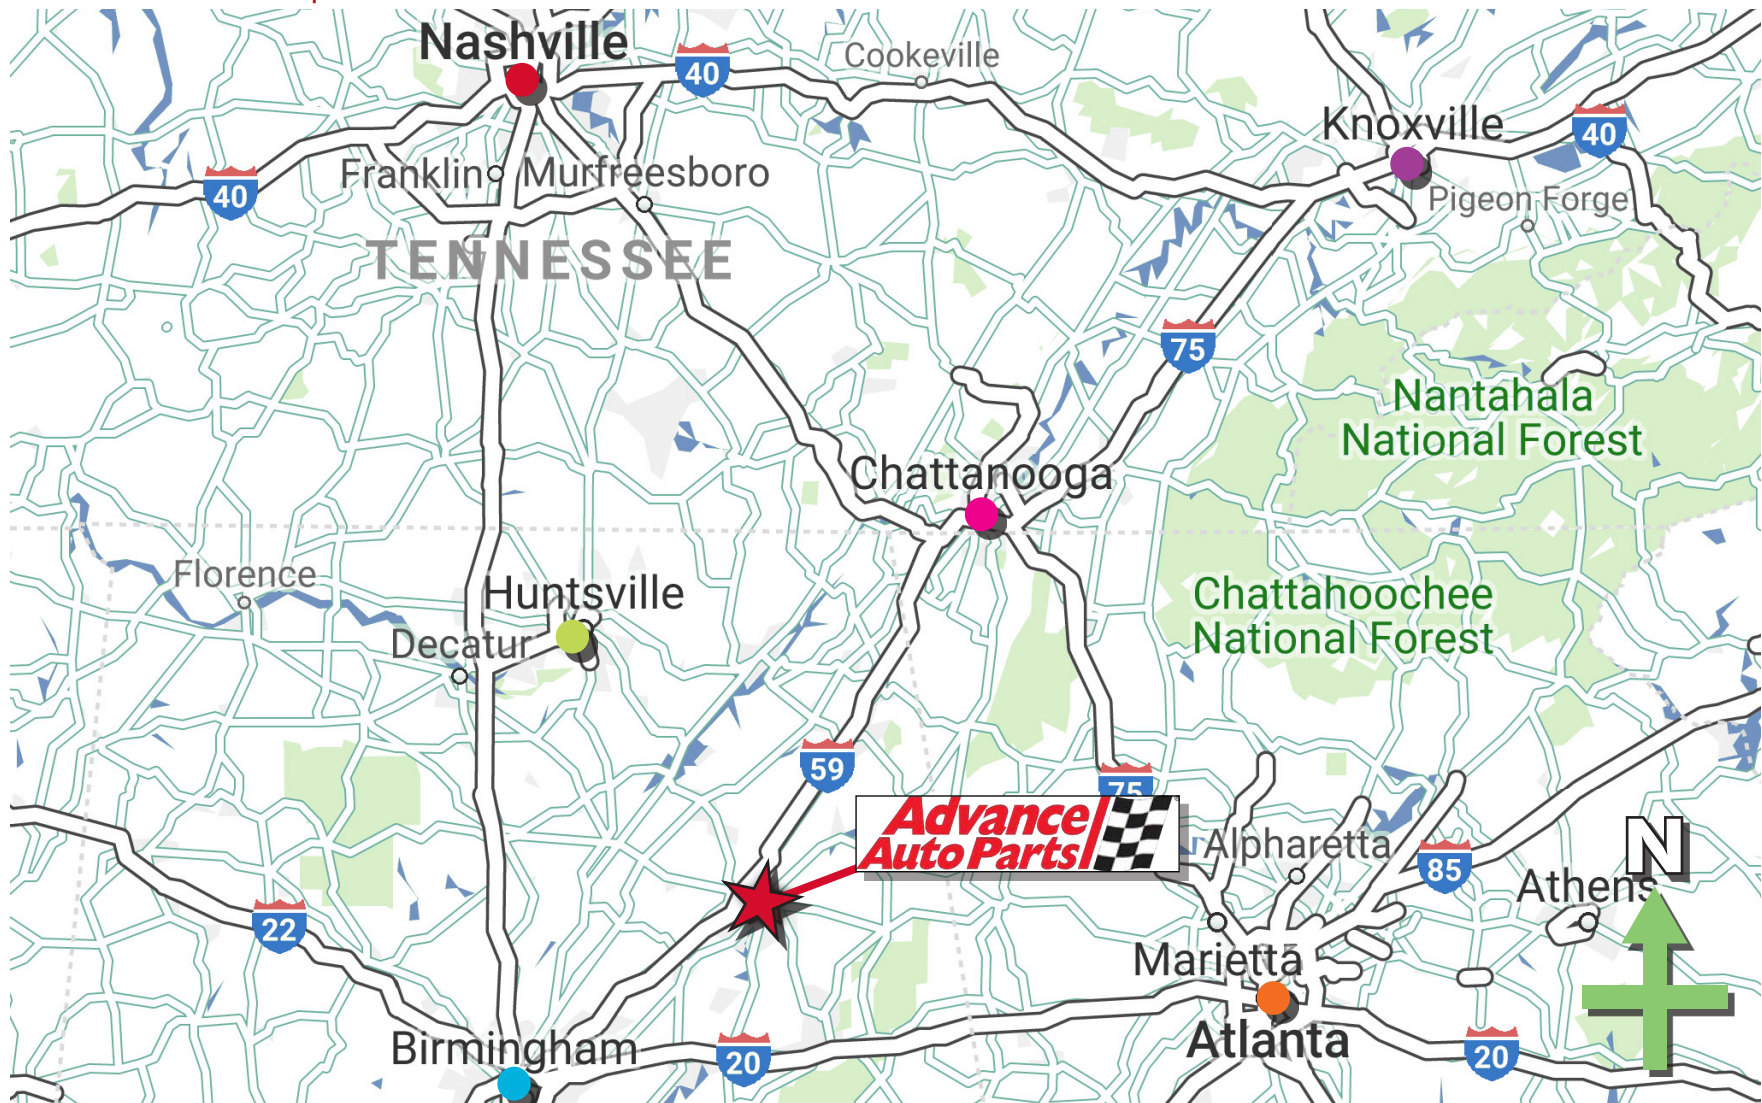 Nashville
40
Cookeville
Knoxville
40
Franklin
Murfreesboro
40
Pigeon Forge
TENNESSEE
75
Nantahala
National Forest
Chattanooga
Florence
Huntsville
Chattahoochee
National Forest
Decatur
59
75
Advance
Auto Parts
Alpharetta
85
N
Athens
22
Marietta
Atlanta
Birmingham
20
20